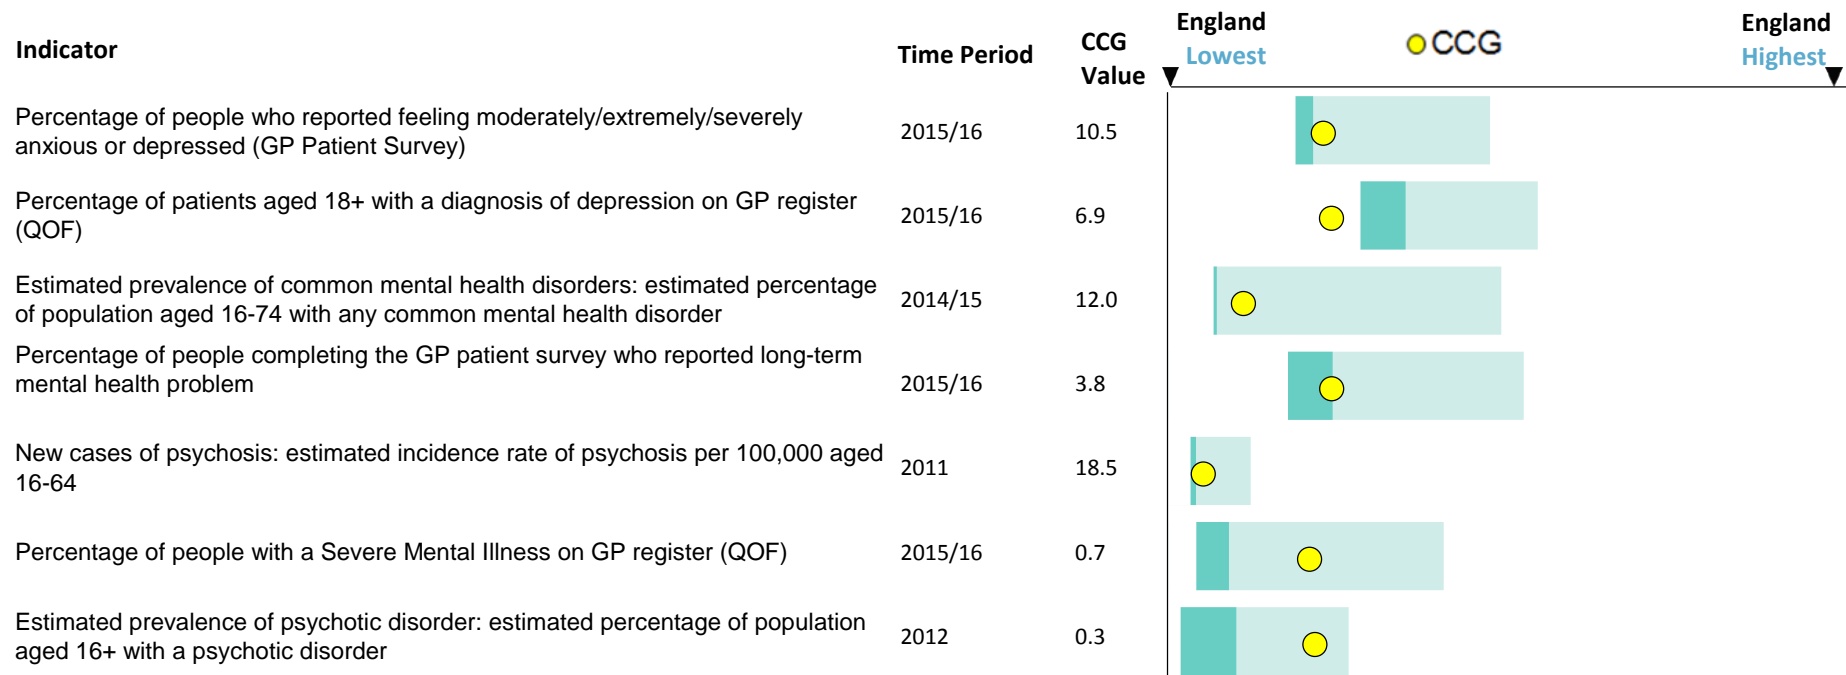 Indicator
Time Period
CCG
Value
England
Lowest
CCG
England
Highest
Percentage of people who reported feeling moderately/extremely/severely
anxious or depressed (GP Patient Survey)
2015/16
10.5
Percentage of patients aged 18+ with a diagnosis of depression on GP register
(QOF)
2015/16
6.9
Estimated prevalence of common mental health disorders: estimated percentage
of population aged 16-74 with any common mental health disorder
2014/15
12.0
Percentage of people completing the GP patient survey who reported long-term
mental health problem
2015/16
3.8
New cases of psychosis: estimated incidence rate of psychosis per 100,000 aged
16-64
2011
18.5
Percentage of people with a Severe Mental Illness on GP register (QOF)
2015/16
0.7
Estimated prevalence of psychotic disorder: estimated percentage of population
aged 16+ with a psychotic disorder
2012
0.3